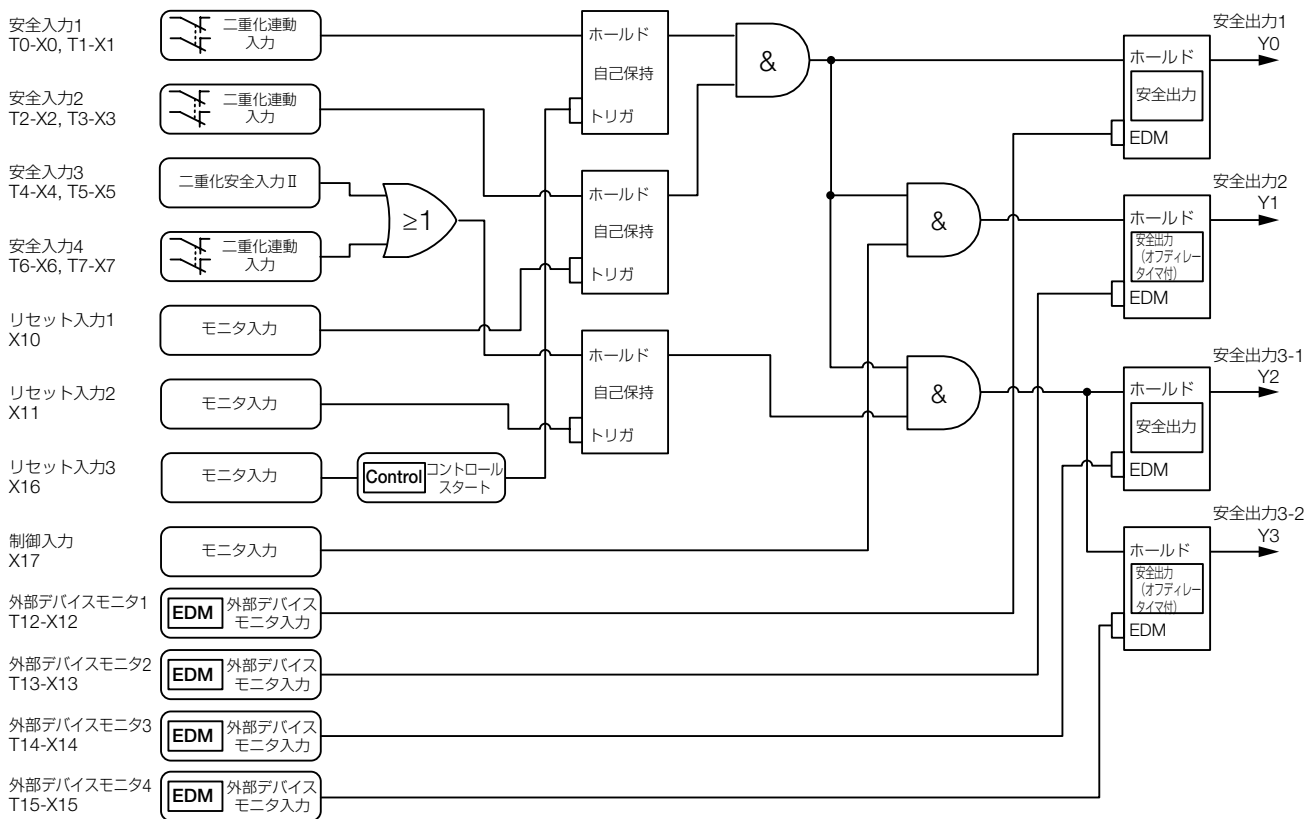 安全入力1
T0-X0, T1-X1
二重化連動
入力
安全入力2
T2-X2, T3-X3
二重化連動
入力
安全入力3
T4-X4, T5-X5
二重化安全入力Ⅱ
安全入力4
T6-X6, T7-X7
二重化連動
入力
≥1
リセット入力1
X10
モニタ入力
リセット入力2
X11
モニタ入力
リセット入力3
X16
モニタ入力
Control
コントロール
スタート
制御入力
X17
モニタ入力
外部デバイスモニタ1
T12-X12
EDM
外部デバイス
モニタ入力
外部デバイスモニタ2
T13-X13
EDM
外部デバイス
モニタ入力
外部デバイスモニタ3
T14-X14
EDM
外部デバイス
モニタ入力
外部デバイスモニタ4
T15-X15
EDM
外部デバイス
モニタ入力
ホールド
自己保持
トリガ
ホールド
自己保持
トリガ
ホールド
自己保持
トリガ
&
&
&
安全出力1
Y0
ホールド
安全出力
EDM
安全出力2
Y1
ホールド
安全出力
(オフディレー
タイマ付)
EDM
安全出力3-1
Y2
ホールド
安全出力
EDM
安全出力3-2
Y3
ホールド
安全出力
(オフディレー
タイマ付)
EDM